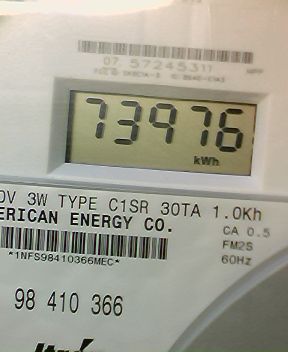 07 57245311
73976
kWh
0V 3W TYPE C1SR 30TA 1.0Kh
ERICAN ENERGY CO.
CA 0.5
FM2S
60Hz
*1NFS98410366MEC*
98 410 366